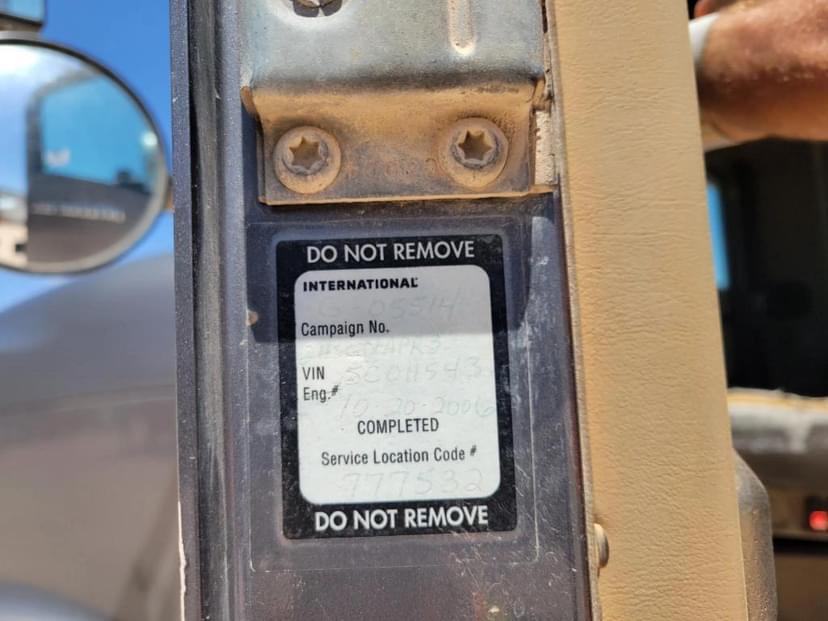 DO NOT REMOVE
INTERNATIONAL
G-05514
Campaign No.
VIN 5C011543
Eng.#
10 20-2006
COMPLETED
Service Location Code #
777532
DO NOT REMOVE